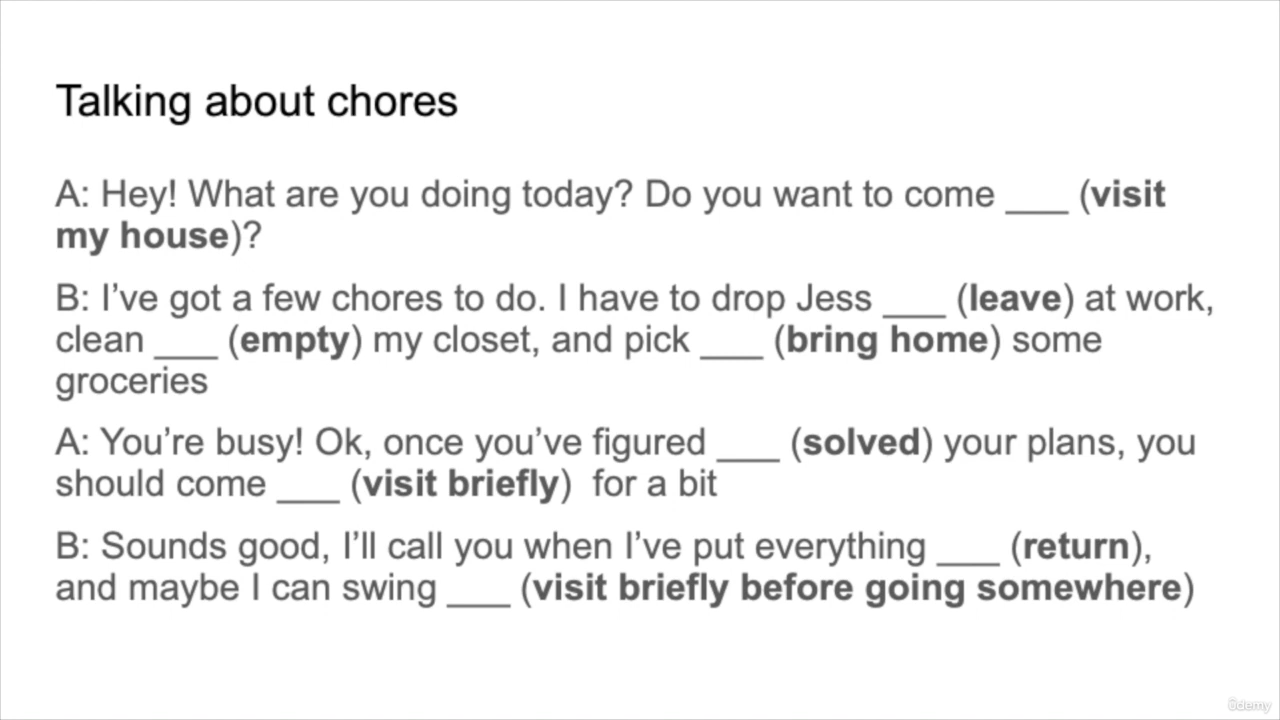 Talking about chores
A: Hey! What are you doing today? Do you want to come ___ (visit
my house)?
B: I’ve got a few chores to do. I have to drop Jess ___ (leave) at work,
clean ___ (empty) my closet, and pick ___ (bring home) some
groceries
A: You’re busy! Ok, once you’ve figured ___ (solved) your plans, you
should come ___ (visit briefly)  for a bit
B: Sounds good, I’ll call you when I’ve put everything ___ (return),
and maybe I can swing ___ (visit briefly before going somewhere)
ûdemy